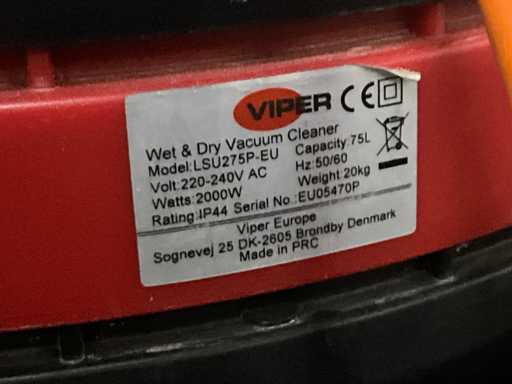 VIPER CE
Wet & Dry Vacuum Cleaner
Model:LSU275P-EU Capacity:75L
Volt:220-240V AC Hz:50/60
Watts:2000W Weight:20kg
Rating:IP44 Serial No.:EU05470P
Viper Europe
Sognevej 25 DK-2605 Brondby Denmark
Made in PRC